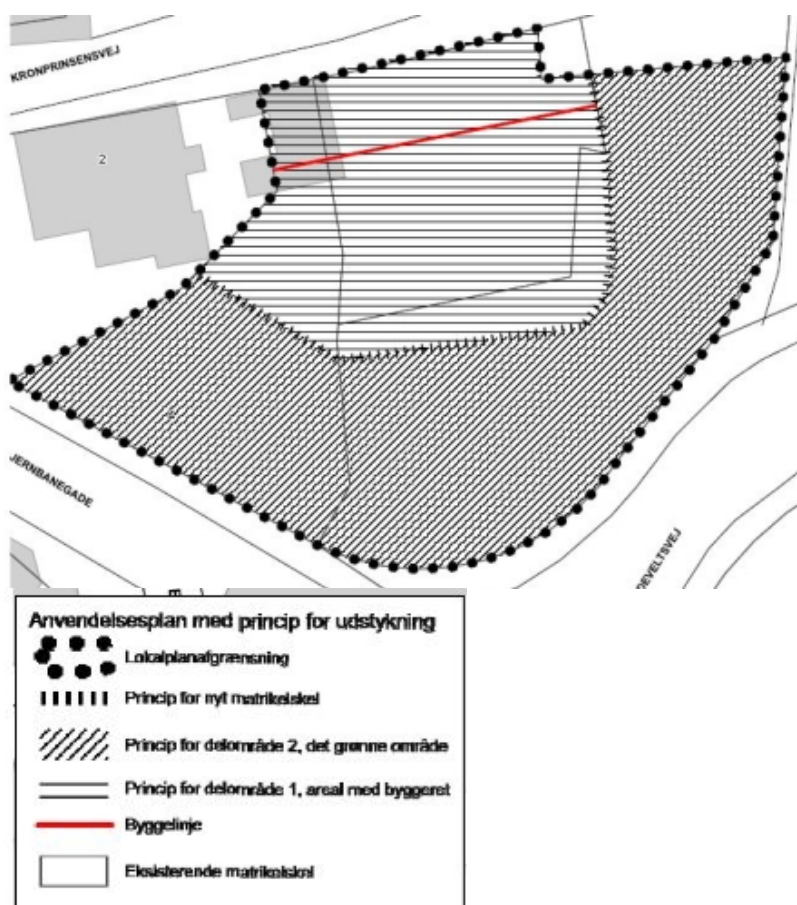 KRONPRINSENSVEJ
2
JERNBANEGADE
DEVELTSVEJ
E
Anvendelsesplan med princip for udstykning
Lokalplanafgrænsning
Princip for nyt matrikelskel
Princip for delområde 2, det grønne område
Princip for delområde 1, areal med byggeret
Byggelinje
Eksisterende matrikelskel